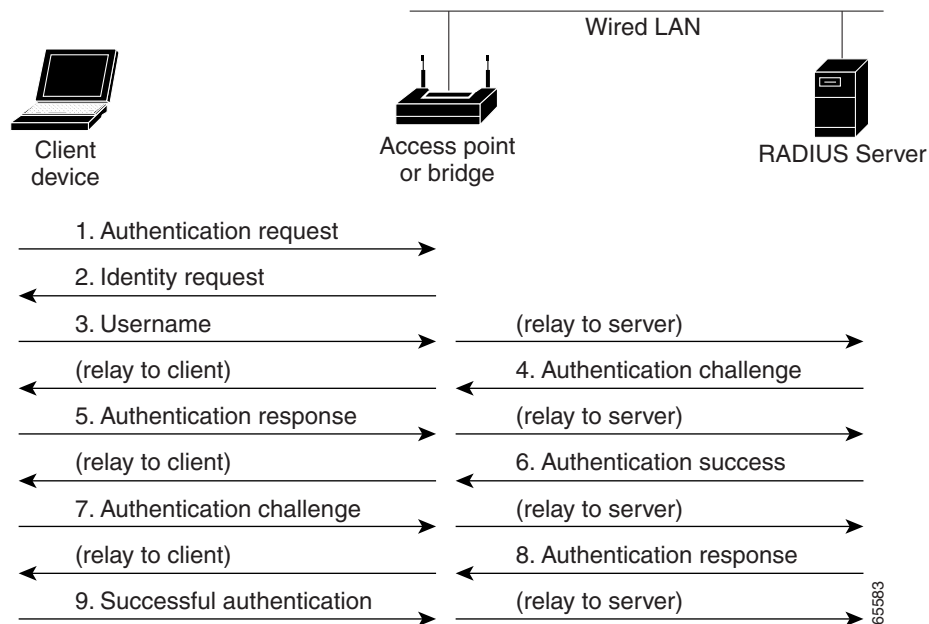 Wired LAN
Client
device
Access point
or bridge
RADIUS Server
1. Authentication request
2. Identity request
3. Username
(relay to server)
(relay to client)
4. Authentication challenge
5. Authentication response
(relay to server)
(relay to client)
6. Authentication success
7. Authentication challenge
(relay to server)
(relay to client)
8. Authentication response
9. Successful authentication
(relay to server)
65583